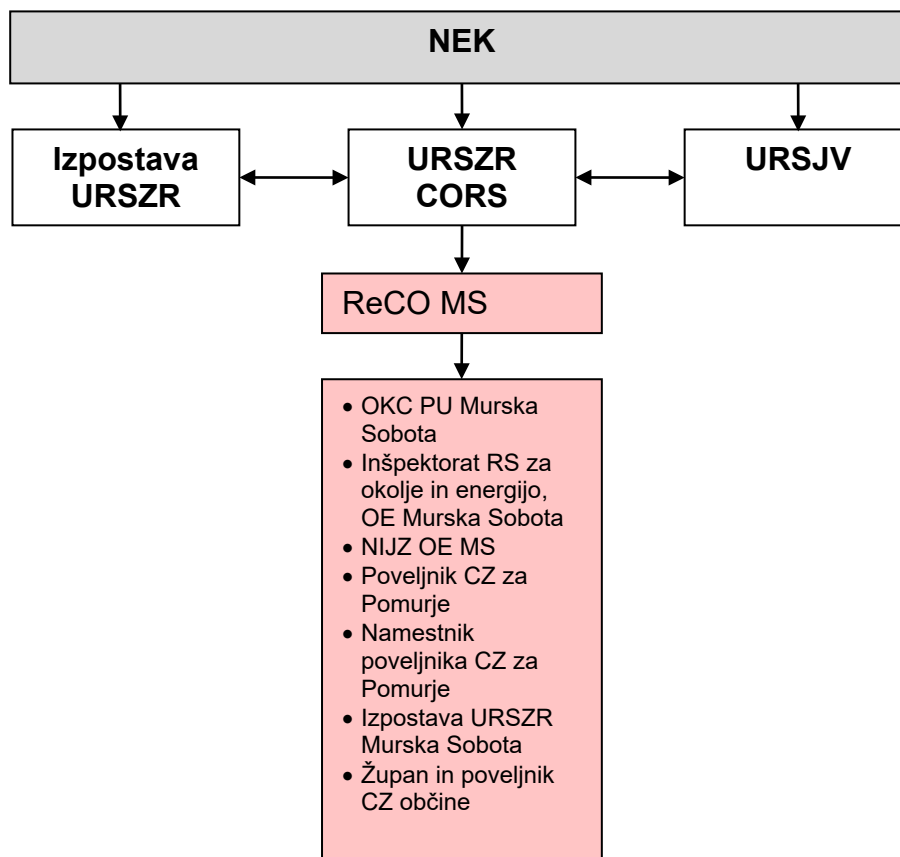 NEK
Izpostava
URSZR
URSZR
CORS
URSJV
ReCO MS
• OKC PU Murska
Sobota
• Inšpektorat RS za
okolje in energijo,
OE Murska Sobota
• NIJZ OE MS
• Poveljnik CZ za
Pomurje
• Namestnik
poveljnika CZ za
Pomurje
• Izpostava URSZR
Murska Sobota
• Župan in poveljnik
CZ občine